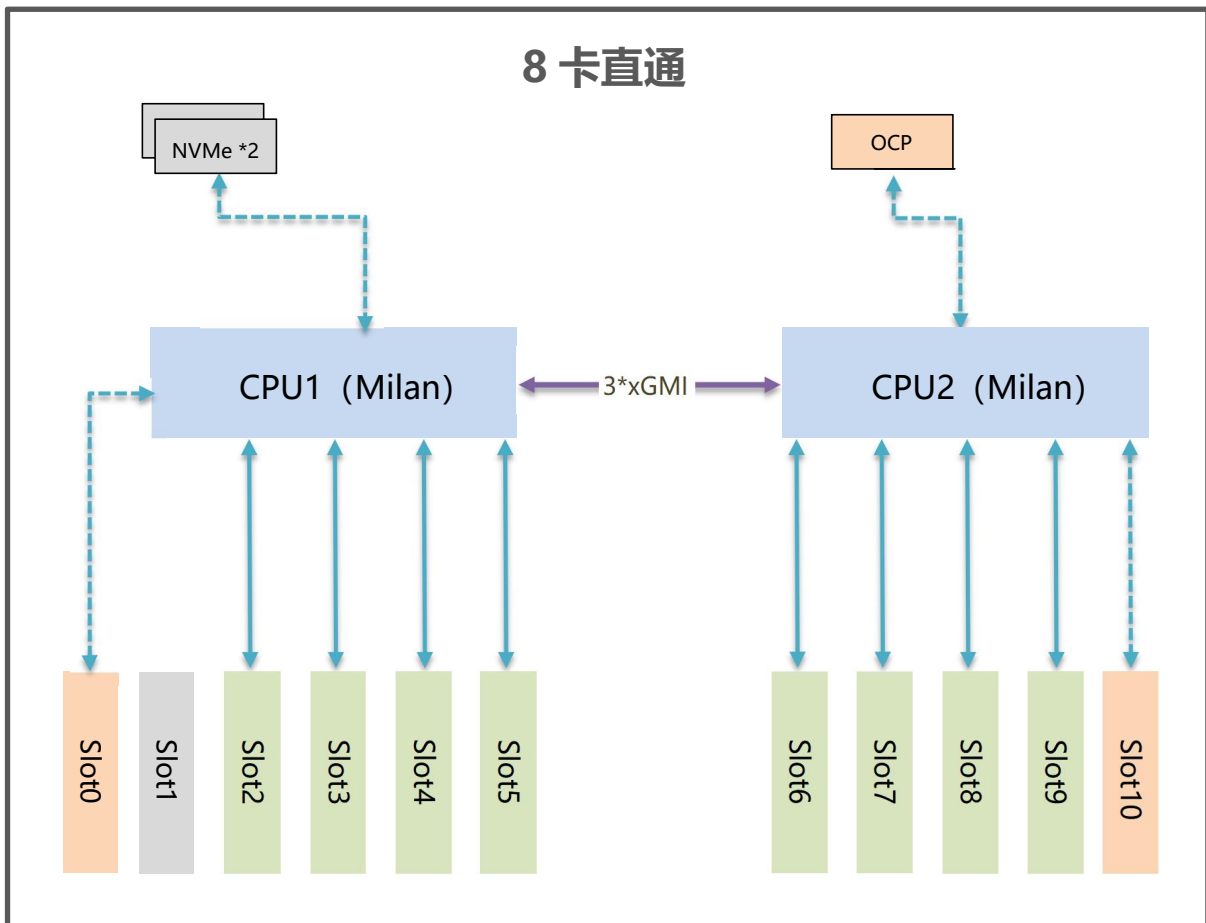 8 卡直通
NVMe *2
OCP
CPU1（Milan）
3*xGMI
CPU2（Milan）
Slot0
Slot1
Slot2
Slot3
Slot4
Slot5
Slot6
Slot7
Slot8
Slot9
Slot10